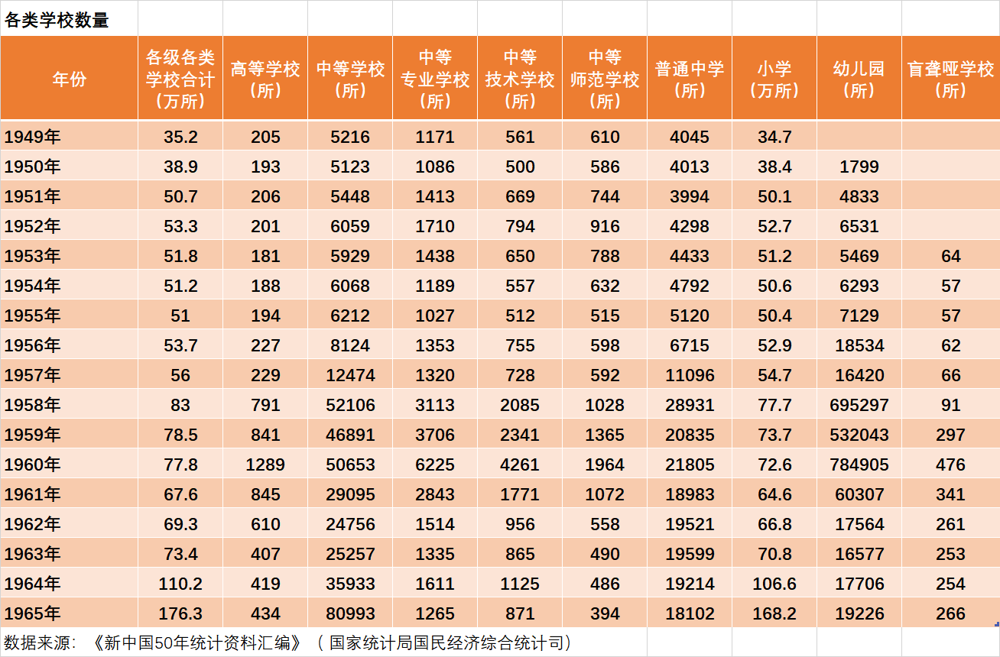 各类学校数量
年份 各级各类学校合计(万所) 高等学校(所) 中等学校(所) 中等专业学校(所) 中等技术学校(所) 中等师范学校(所) 普通中学(所) 小学(万所) 幼儿园(所) 盲聋哑学校(所)
1949年 35.2 205 5216 1171 561 610 4045 34.7
1950年 38.9 193 5123 1086 500 586 4013 38.4 1799
1951年 50.7 206 5448 1413 669 744 3994 50.1 4833
1952年 53.3 201 6059 1710 794 916 4298 52.7 6531
1953年 51.8 181 5929 1438 650 788 4433 51.2 5469 64
1954年 51.2 188 6068 1189 557 632 4792 50.6 6293 57
1955年 51 194 6212 1027 512 515 5120 50.4 7129 57
1956年 53.7 227 8124 1353 755 598 6715 52.9 18534 62
1957年 56 229 12474 1320 728 592 11096 54.7 16420 66
1958年 83 791 52106 3113 2085 1028 28931 77.7 695297 91
1959年 78.5 841 46891 3706 2341 1365 20835 73.7 532043 297
1960年 77.8 1289 50653 6225 4261 1964 21805 72.6 784905 476
1961年 67.6 845 29095 2843 1771 1072 18983 64.6 60307 341
1962年 69.3 610 24756 1514 956 558 19521 66.8 17564 261
1963年 73.4 407 25257 1335 865 490 19599 70.8 16577 253
1964年 110.2 419 35933 1611 1125 486 19214 106.6 17706 254
1965年 176.3 434 80993 1265 871 394 18102 168.2 19226 266
数据来源：《新中国50年统计资料汇编》（ 国家统计局国民经济综合统计司）